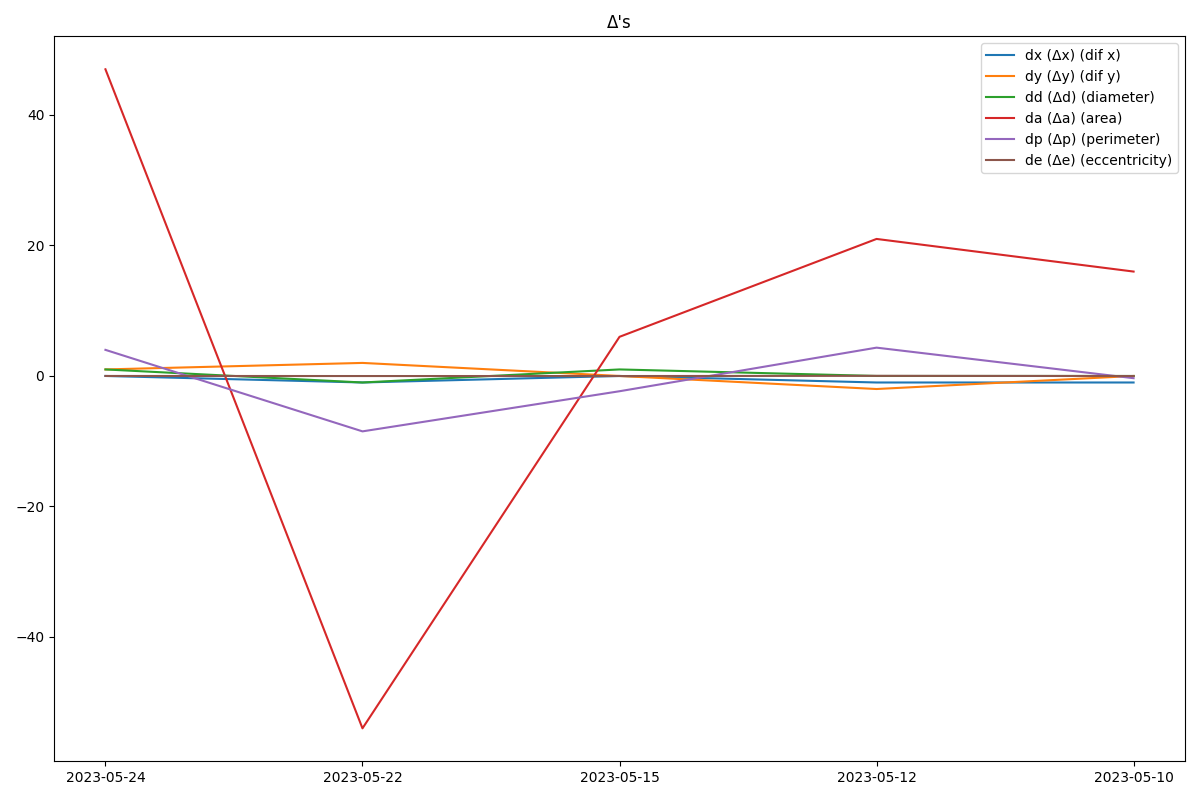 Δ's
dx (Δx) (dif x)
dy (Δy) (dif y)
dd (Δd) (diameter)
da (Δa) (area)
dp (Δp) (perimeter)
de (Δe) (eccentricity)
40
20
0
−20
−40
2023-05-24 2023-05-22 2023-05-15 2023-05-12 2023-05-10